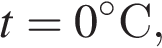 t = 0°C,